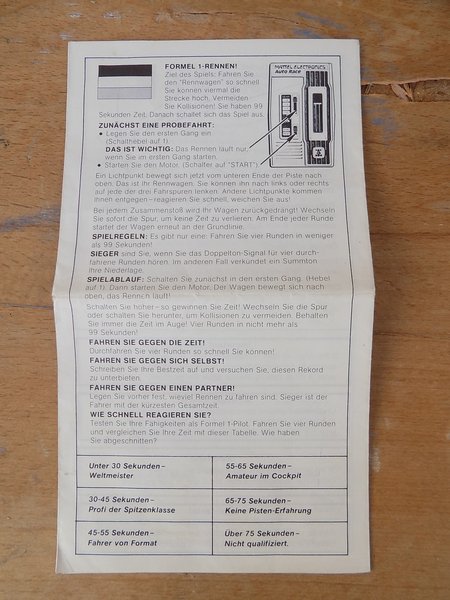 FORMEL 1-RENNEN!
Ziel des Spiels: Fahren Sie
den "Rennwagen" so schnell
Sie können viermal die
Strecke hoch. Vermeiden
Sie Kollisionen! Sie haben 99
Sekunden Zeit. Danach schaltet sich das Spiel aus.
MATTEL ELECTRONICS
Auto Race
ZUNÄCHST EINE PROBEFAHRT:
• Legen Sie den ersten Gang ein
(Schalthebel auf 1).
DAS IST WICHTIG: Das Rennen läuft nur,
wenn Sie im ersten Gang starten.
• Starten Sie den Motor. (Schalter auf "START")
Ein Lichtpunkt bewegt sich jetzt vom unteren Ende der Piste nach
oben. Das ist Ihr Rennwagen. Sie können ihn nach links oder rechts
auf jede der drei Fahrspuren lenken. Andere Lichtpunkte kommen
Ihnen entgegen – reagieren Sie schnell, weichen Sie aus!
Bei jedem Zusammenstoß wird Ihr Wagen zurückgedrängt! Wechseln
Sie sofort die Spur, um keine Zeit zu verlieren. Am Ende jeder Runde
startet der Wagen erneut an der Grundlinie.
SPIELREGELN: Es gibt nur eine: Fahren Sie vier Runden in weniger
als 99 Sekunden!
SIEGER sind Sie, wenn Sie das Doppelton-Signal für vier durch-
fahrene Runden hören. Im anderen Fall verkündet ein Summton
Ihre Niederlage.
SPIELABLAUF: Schalten Sie zunächst in den ersten Gang. (Hebel
auf 1). Dann starten Sie den Motor. Der Wagen bewegt sich nach
oben, das Rennen läuft!
Schalten Sie höher – so gewinnen Sie Zeit! Wechseln Sie die Spur
oder schalten Sie herunter, um Kollisionen zu vermeiden. Behalten
Sie immer die Zeit im Auge! Vier Runden in nicht mehr als
99 Sekunden!
FAHREN SIE GEGEN DIE ZEIT!
Durchfahren Sie vier Runden so schnell Sie können!
FAHREN SIE GEGEN SICH SELBST!
Schreiben Sie Ihre Bestzeit auf und versuchen Sie, diesen Rekord
zu unterbieten.
FAHREN SIE GEGEN EINEN PARTNER!
Legen Sie vorher fest, wieviel Rennen zu fahren sind. Sieger ist der
Fahrer mit der kürzesten Gesamtzeit.
WIE SCHNELL REAGIEREN SIE?
Testen Sie Ihre Fähigkeiten als Formel 1-Pilot. Fahren Sie vier Runden
und vergleichen Sie Ihre Zeit mit dieser Tabelle. Wie haben
Sie abgeschnitten?
Unter 30 Sekunden –
Weltmeister
55-65 Sekunden –
Amateur im Cockpit
30-45 Sekunden –
Profi der Spitzenklasse
65-75 Sekunden –
Keine Pisten-Erfahrung
45-55 Sekunden –
Fahrer von Format
Über 75 Sekunden –
Nicht qualifiziert.